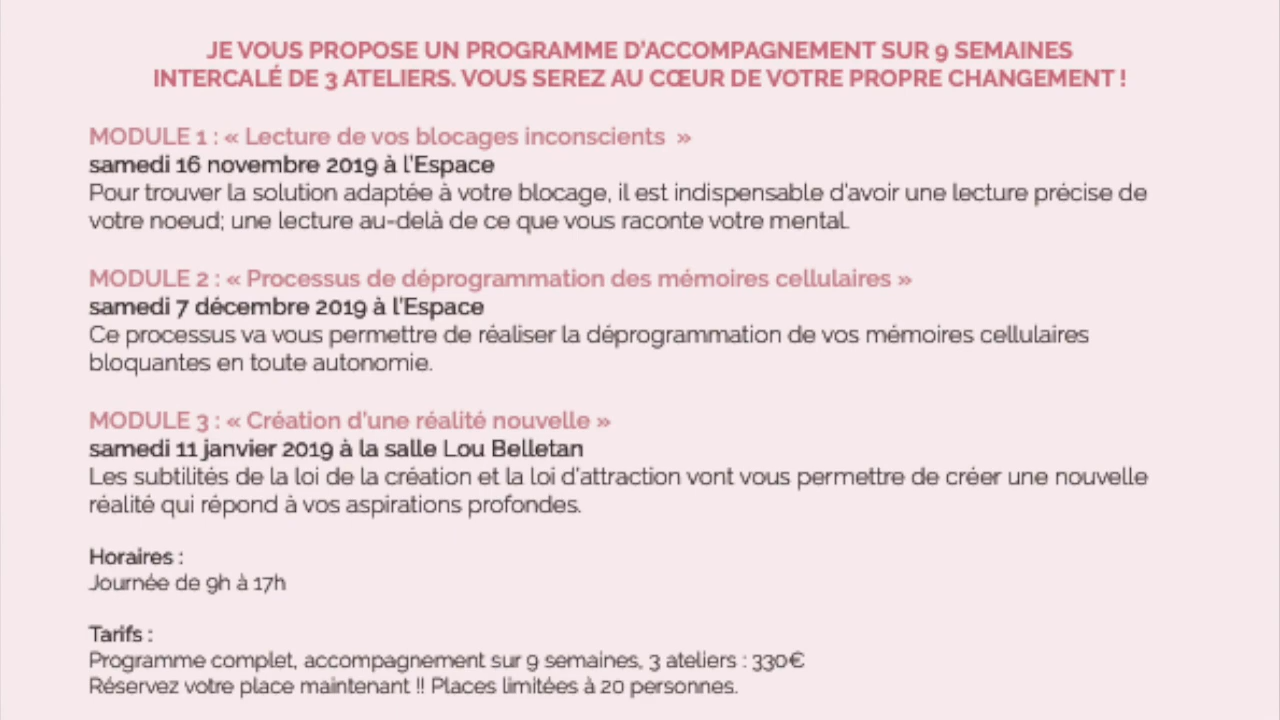 JE VOUS PROPOSE UN PROGRAMME D'ACCOMPAGNEMENT SUR 9 SEMAINES
INTERCALÉ DE 3 ATELIERS. VOUS SEREZ AU CŒUR DE VOTRE PROPRE CHANGEMENT !
MODULE 1 : « Lecture de vos blocages inconscients »
samedi 16 novembre 2019 à l'Espace
Pour trouver la solution adaptée à votre blocage, il est indispensable d'avoir une lecture précise de
votre noeud; une lecture au-delà de ce que vous raconte votre mental.
MODULE 2 : « Processus de déprogrammation des mémoires cellulaires »
samedi 7 décembre 2019 à l'Espace
Ce processus va vous permettre de réaliser la déprogrammation de vos mémoires cellulaires
bloquantes en toute autonomie.
MODULE 3 : « Création d'une réalité nouvelle »
samedi 11 janvier 2019 à la salle Lou Belletan
Les subtilités de la loi de la création et la loi d'attraction vont vous permettre de créer une nouvelle
réalité qui répond à vos aspirations profondes.
Horaires :
Journée de 9h à 17h
Tarifs :
Programme complet, accompagnement sur 9 semaines, 3 ateliers : 330€
Réservez votre place maintenant !! Places limitées à 20 personnes.